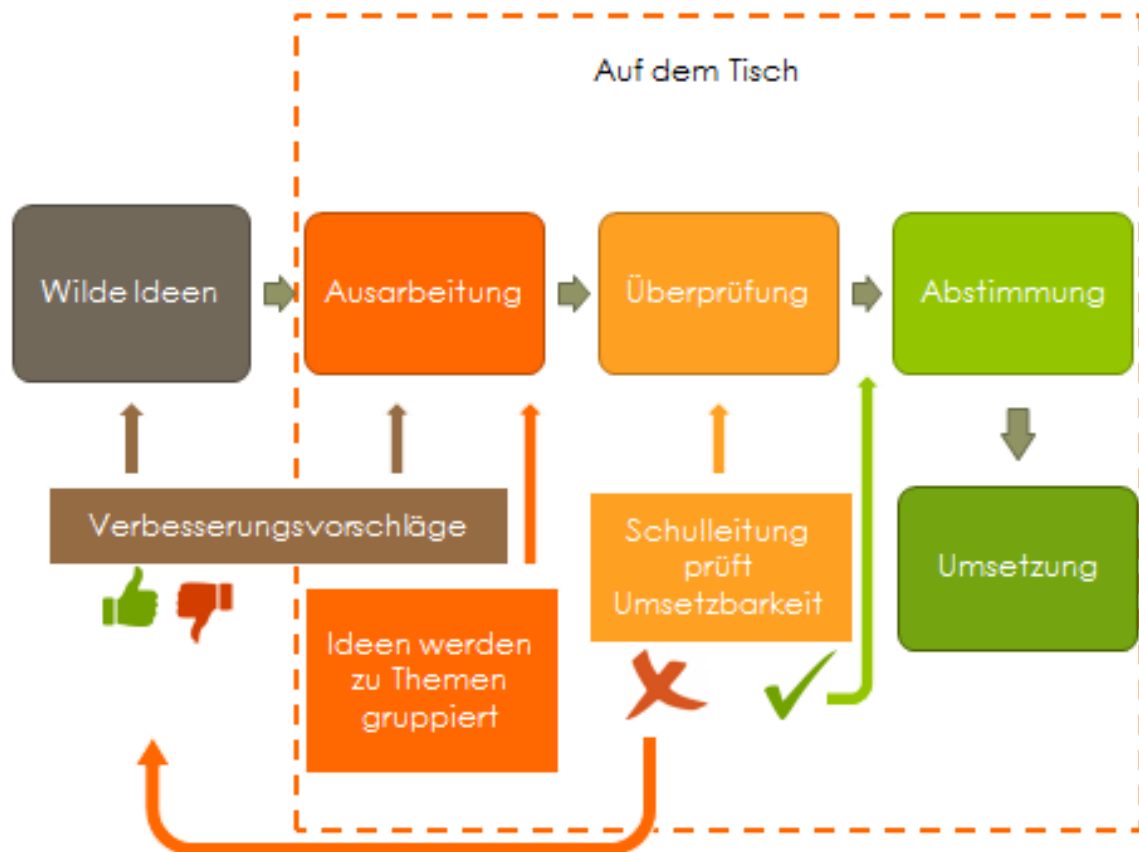 Auf dem Tisch
Wilde Ideen
Ausarbeitung
Überprüfung
Abstimmung
Verbesserungsvorschläge
Schulleitung
prüft
Umsetzbarkeit
Umsetzung
Ideen werden
zu Themen
gruppiert